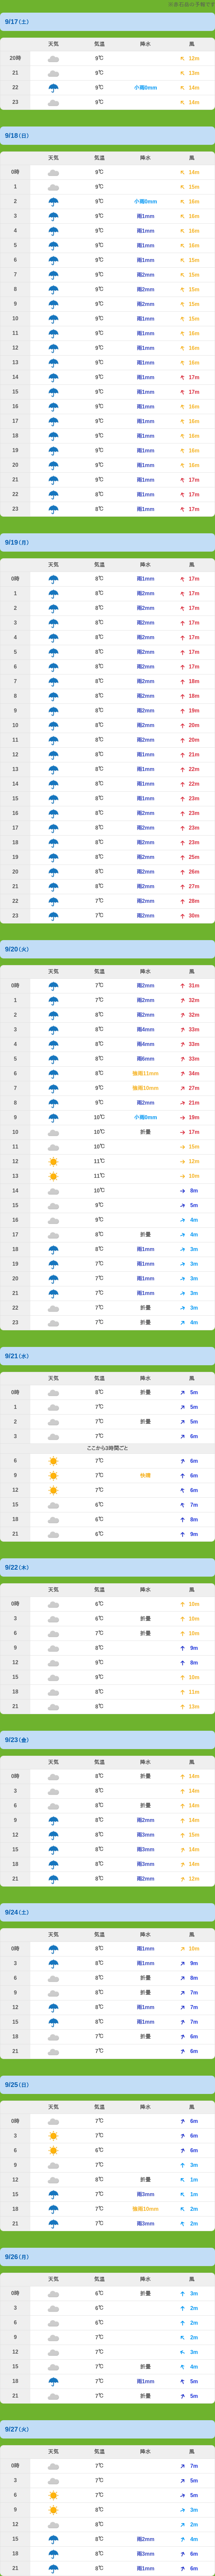 9/17(土)
天気 気温 降水 風
20時 9℃ 12m
21 9℃ 13m
22 9℃ 小雨0mm 14m
23 9℃ 14m
9/18(日)
天気 気温 降水 風
0時 9℃ 14m
1 9℃ 15m
2 9℃ 小雨0mm 16m
3 9℃ 雨1mm 16m
4 9℃ 雨1mm 16m
5 9℃ 雨1mm 16m
6 9℃ 雨1mm 15m
7 9℃ 雨2mm 15m
8 9℃ 雨2mm 15m
9 9℃ 雨2mm 15m
10 9℃ 雨1mm 15m
11 9℃ 雨1mm 16m
12 9℃ 雨1mm 16m
13 9℃ 雨1mm 16m
14 9℃ 雨1mm 17m
15 9℃ 雨1mm 17m
16 9℃ 雨1mm 16m
17 9℃ 雨1mm 16m
18 9℃ 雨1mm 16m
19 9℃ 雨1mm 16m
20 9℃ 雨1mm 16m
21 9℃ 雨1mm 17m
22 8℃ 雨1mm 17m
23 8℃ 雨1mm 17m
9/19(月)
天気 気温 降水 風
0時 8℃ 雨1mm 17m
1 8℃ 雨2mm 17m
2 8℃ 雨2mm 17m
3 8℃ 雨2mm 17m
4 8℃ 雨2mm 17m
5 8℃ 雨2mm 17m
6 8℃ 雨2mm 17m
7 8℃ 雨2mm 18m
8 8℃ 雨2mm 18m
9 8℃ 雨2mm 19m
10 8℃ 雨2mm 20m
11 8℃ 雨2mm 20m
12 8℃ 雨1mm 21m
13 8℃ 雨1mm 22m
14 8℃ 雨1mm 22m
15 8℃ 雨1mm 23m
16 8℃ 雨2mm 23m
17 8℃ 雨2mm 23m
18 8℃ 雨2mm 23m
19 8℃ 雨2mm 25m
20 8℃ 雨2mm 26m
21 8℃ 雨2mm 27m
22 7℃ 雨2mm 28m
23 7℃ 雨2mm 30m
9/20(火)
天気 気温 降水 風
0時 7℃ 雨2mm 31m
1 7℃ 雨2mm 32m
2 8℃ 雨2mm 32m
3 8℃ 雨4mm 33m
4 8℃ 雨4mm 33m
5 8℃ 雨6mm 33m
6 8℃ 強雨11mm 34m
7 9℃ 強雨10mm 27m
8 9℃ 雨2mm 21m
9 10℃ 小雨0mm 19m
10 10℃ 折曇 17m
11 10℃ 15m
12 11℃ 12m
13 11℃ 10m
14 10℃ 8m
15 9℃ 5m
16 9℃ 4m
17 8℃ 折曇 4m
18 8℃ 雨1mm 3m
19 7℃ 雨1mm 3m
20 7℃ 雨1mm 3m
21 7℃ 雨1mm 3m
22 7℃ 折曇 3m
23 7℃ 折曇 4m
9/21(水)
天気 気温 降水 風
0時 8℃ 折曇 5m
1 7℃ 5m
2 7℃ 折曇 5m
3 7℃ 6m
ここから3時間ごと
6 7℃ 6m
9 7℃ 快晴 6m
12 7℃ 6m
15 6℃ 7m
18 6℃ 8m
21 6℃ 9m
9/22(木)
天気 気温 降水 風
0時 6℃ 10m
3 6℃ 折曇 10m
6 7℃ 折曇 10m
9 8℃ 9m
12 9℃ 8m
15 9℃ 10m
18 8℃ 11m
21 8℃ 13m
9/23(金)
天気 気温 降水 風
0時 8℃ 折曇 14m
3 8℃ 14m
6 8℃ 折曇 14m
9 8℃ 雨2mm 14m
12 8℃ 雨3mm 15m
15 8℃ 雨3mm 14m
18 8℃ 雨3mm 14m
21 8℃ 雨2mm 12m
9/24(土)
天気 気温 降水 風
0時 8℃ 雨1mm 10m
3 8℃ 雨1mm 9m
6 8℃ 折曇 8m
9 8℃ 折曇 7m
12 8℃ 雨1mm 7m
15 8℃ 雨1mm 7m
18 7℃ 折曇 6m
21 7℃ 6m
9/25(日)
天気 気温 降水 風
0時 7℃ 6m
3 7℃ 6m
6 6℃ 6m
9 7℃ 3m
12 8℃ 折曇 1m
15 7℃ 雨3mm 1m
18 7℃ 強雨10mm 2m
21 7℃ 雨3mm 2m
9/26(月)
天気 気温 降水 風
0時 6℃ 折曇 3m
3 6℃ 2m
6 6℃ 2m
9 7℃ 2m
12 7℃ 3m
15 7℃ 折曇 4m
18 7℃ 雨1mm 5m
21 7℃ 折曇 5m
9/27(火)
天気 気温 降水 風
0時 7℃ 7m
3 7℃ 5m
6 7℃ 5m
9 8℃ 3m
12 8℃ 2m
15 6℃ 雨2mm 4m
18 8℃ 雨3mm 6m
21 8℃ 雨1mm 6m